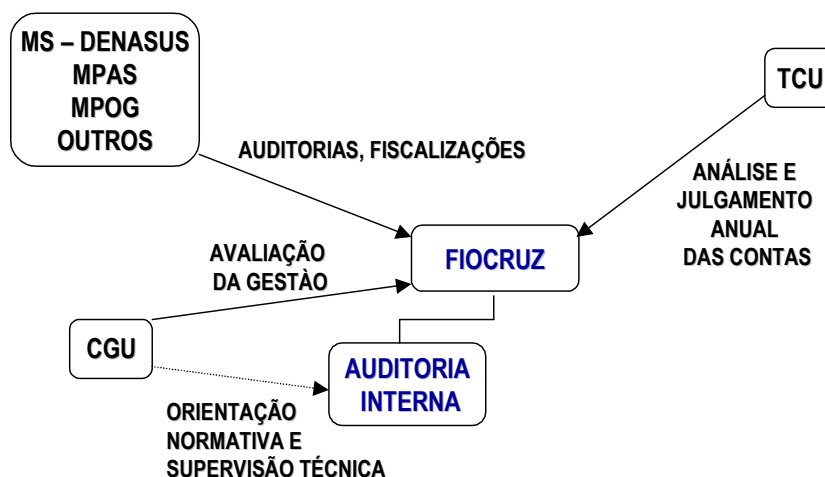 MS – DENASUS
MPAS
MPOG
OUTROS
TCU
AUDITORIAS, FISCALIZAÇÕES
ANÁLISE E
JULGAMENTO
ANUAL
DAS CONTAS
AVALIAÇÃO
DA GESTÀO
FIOCRUZ
CGU
AUDITORIA
INTERNA
ORIENTAÇÃO
NORMATIVA E
SUPERVISÃO TÉCNICA